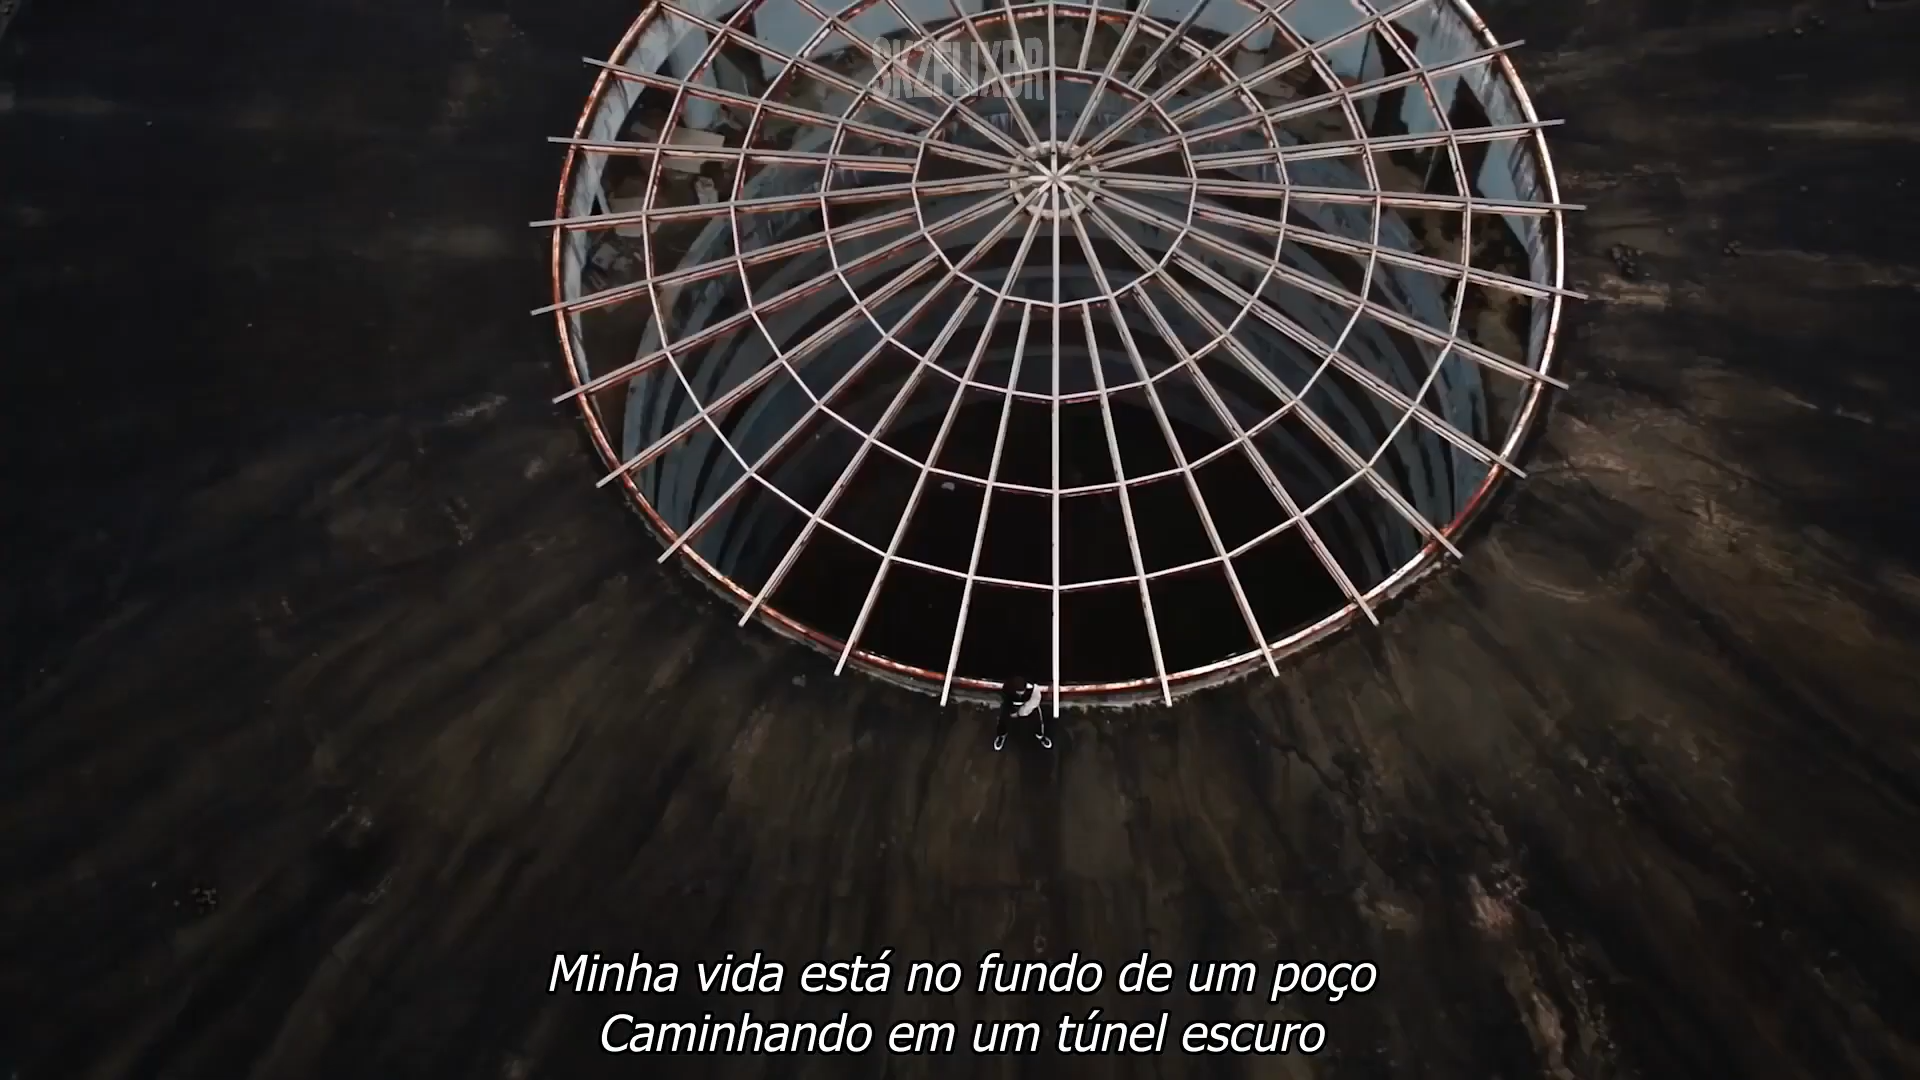 SKZFLIXBR
Minha vida está no fundo de um poço
Caminhando em um túnel escuro